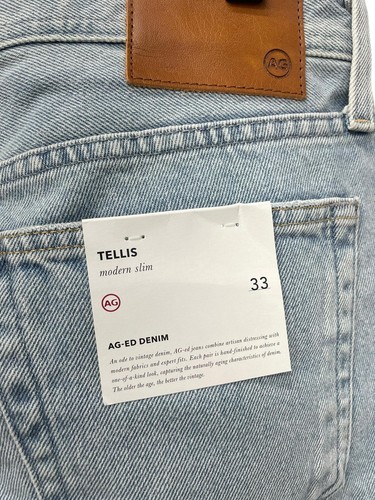 AG
TELLIS
modern slim
33
AG
AG-ED DENIM
An ode to vintage denim, AG-ed jeans combine artisan distressing with
modern fabrics and expert fits. Each pair is hand-finished to achieve a
one-of-a-kind look, capturing the naturally aging characteristics of denim.
The older the age, the better the vintage.